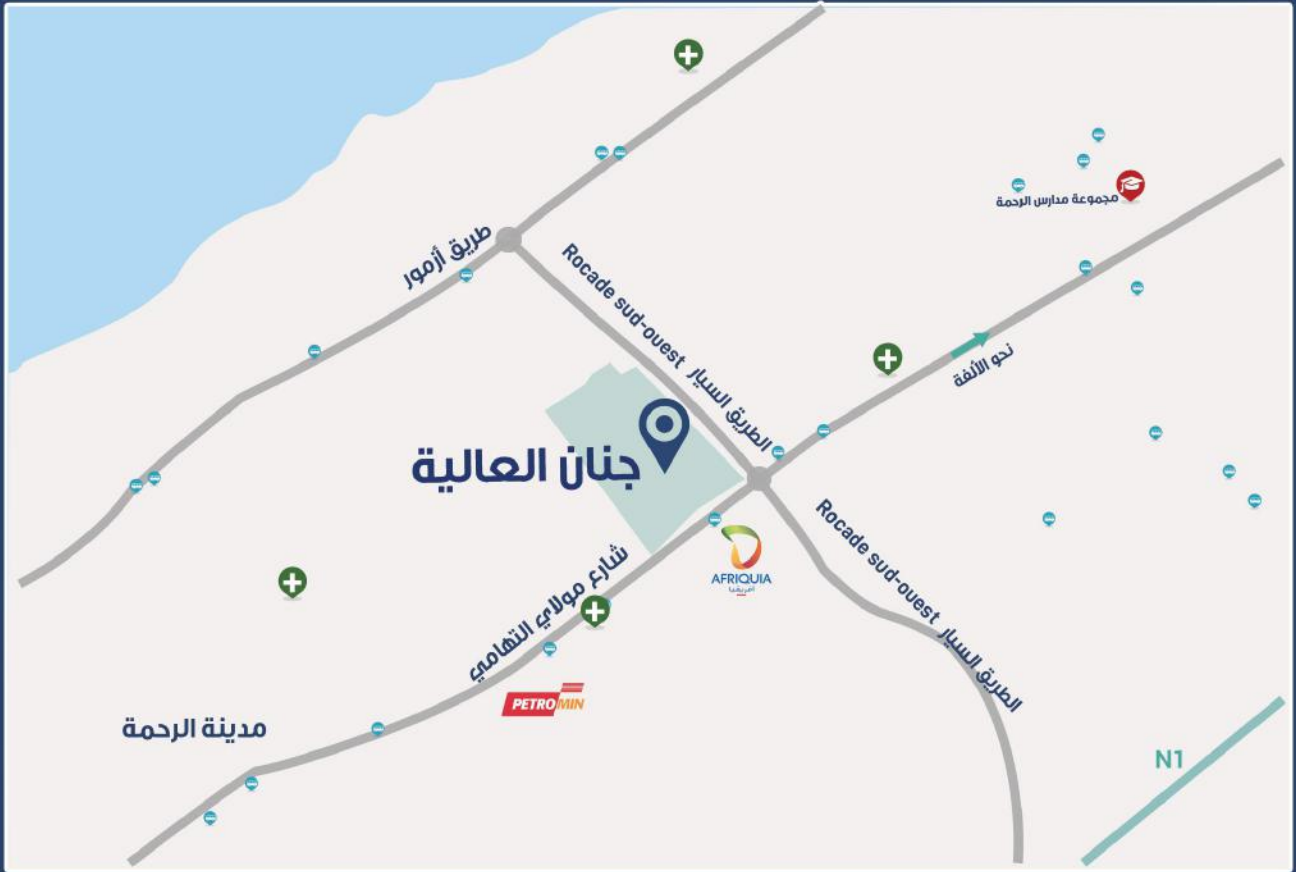 مجموعة مدارس الرحمة
طريق أزمور
Rocade sud-ouest الطريق السيار
نحو الألفة
جنان العالية
Rocade sud-ouest الطريق السيار
AFRIQUIA
افريقيا
شارع مولاي التهامي
PETROMIN
مدينة الرحمة
N1